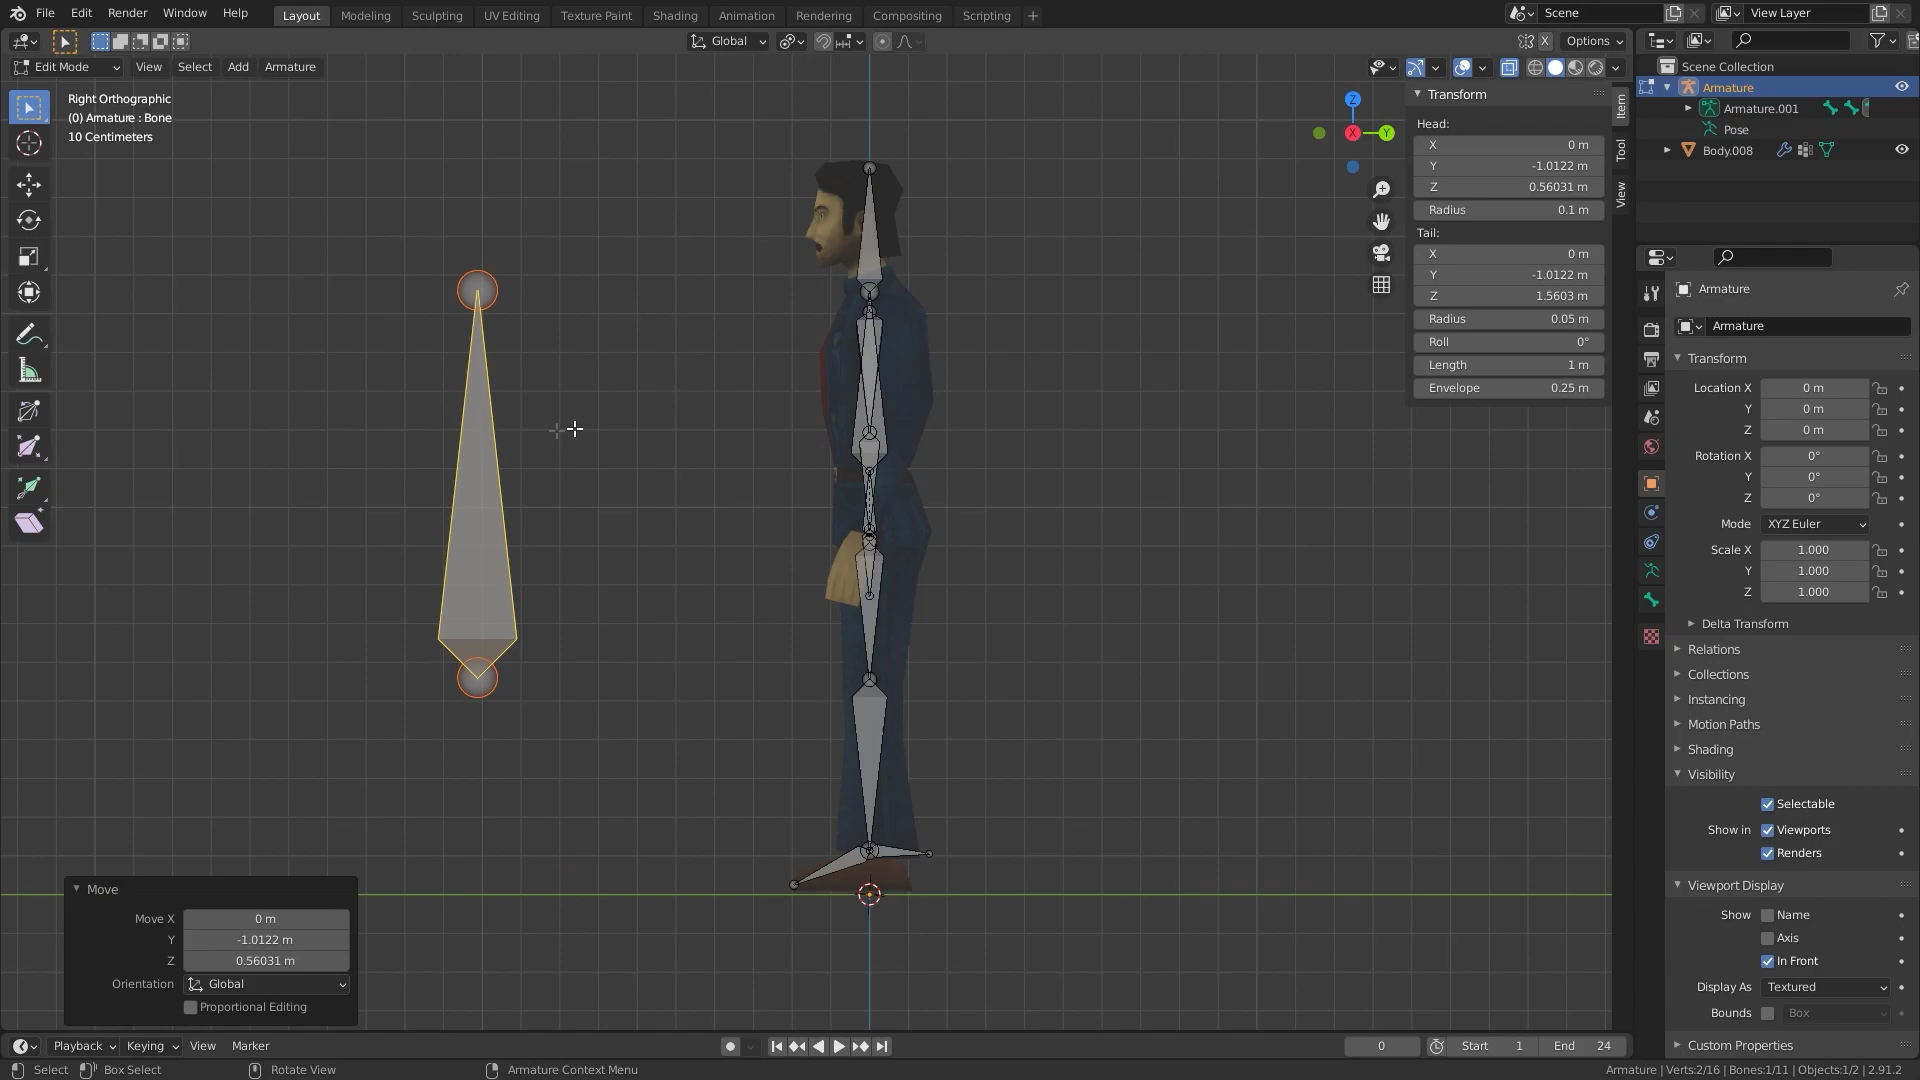 File Edit Render Window Help Layout Modeling Sculpting UV Editing Texture Paint Shading Animation Rendering Compositing Scripting + Scene View Layer
Global X Options
Edit Mode View Select Add Armature
Right Orthographic
(0) Armature : Bone
10 Centimeters
Z
X
Y
Transform
Head:
X 0 m
Y -1.0122 m
Z 0.56031 m
Radius 0.1 m
Tail:
X 0 m
Y -1.0122 m
Z 1.5603 m
Radius 0.05 m
Roll 0°
Length 1 m
Envelope 0.25 m
Item
Tool
View
Scene Collection
Armature
Armature.001
Pose
Body.008
Armature
Armature
Transform
Location X 0 m
Y 0 m
Z 0 m
Rotation X 0°
Y 0°
Z 0°
Mode XYZ Euler
Scale X 1.000
Y 1.000
Z 1.000
Delta Transform
Relations
Collections
Instancing
Motion Paths
Shading
Visibility
Selectable
Show in Viewports
Renders
Viewport Display
Show Name
Axis
In Front
Display As Textured
Bounds Box
Custom Properties
Move
Move X 0 m
Y -1.0122 m
Z 0.56031 m
Orientation Global
Proportional Editing
Playback Keying View Marker 0 Start 1 End 24
Select Box Select Rotate View Armature Context Menu Armature | Verts:2/16 | Bones:1/11 | Objects:1/2 | 2.91.2